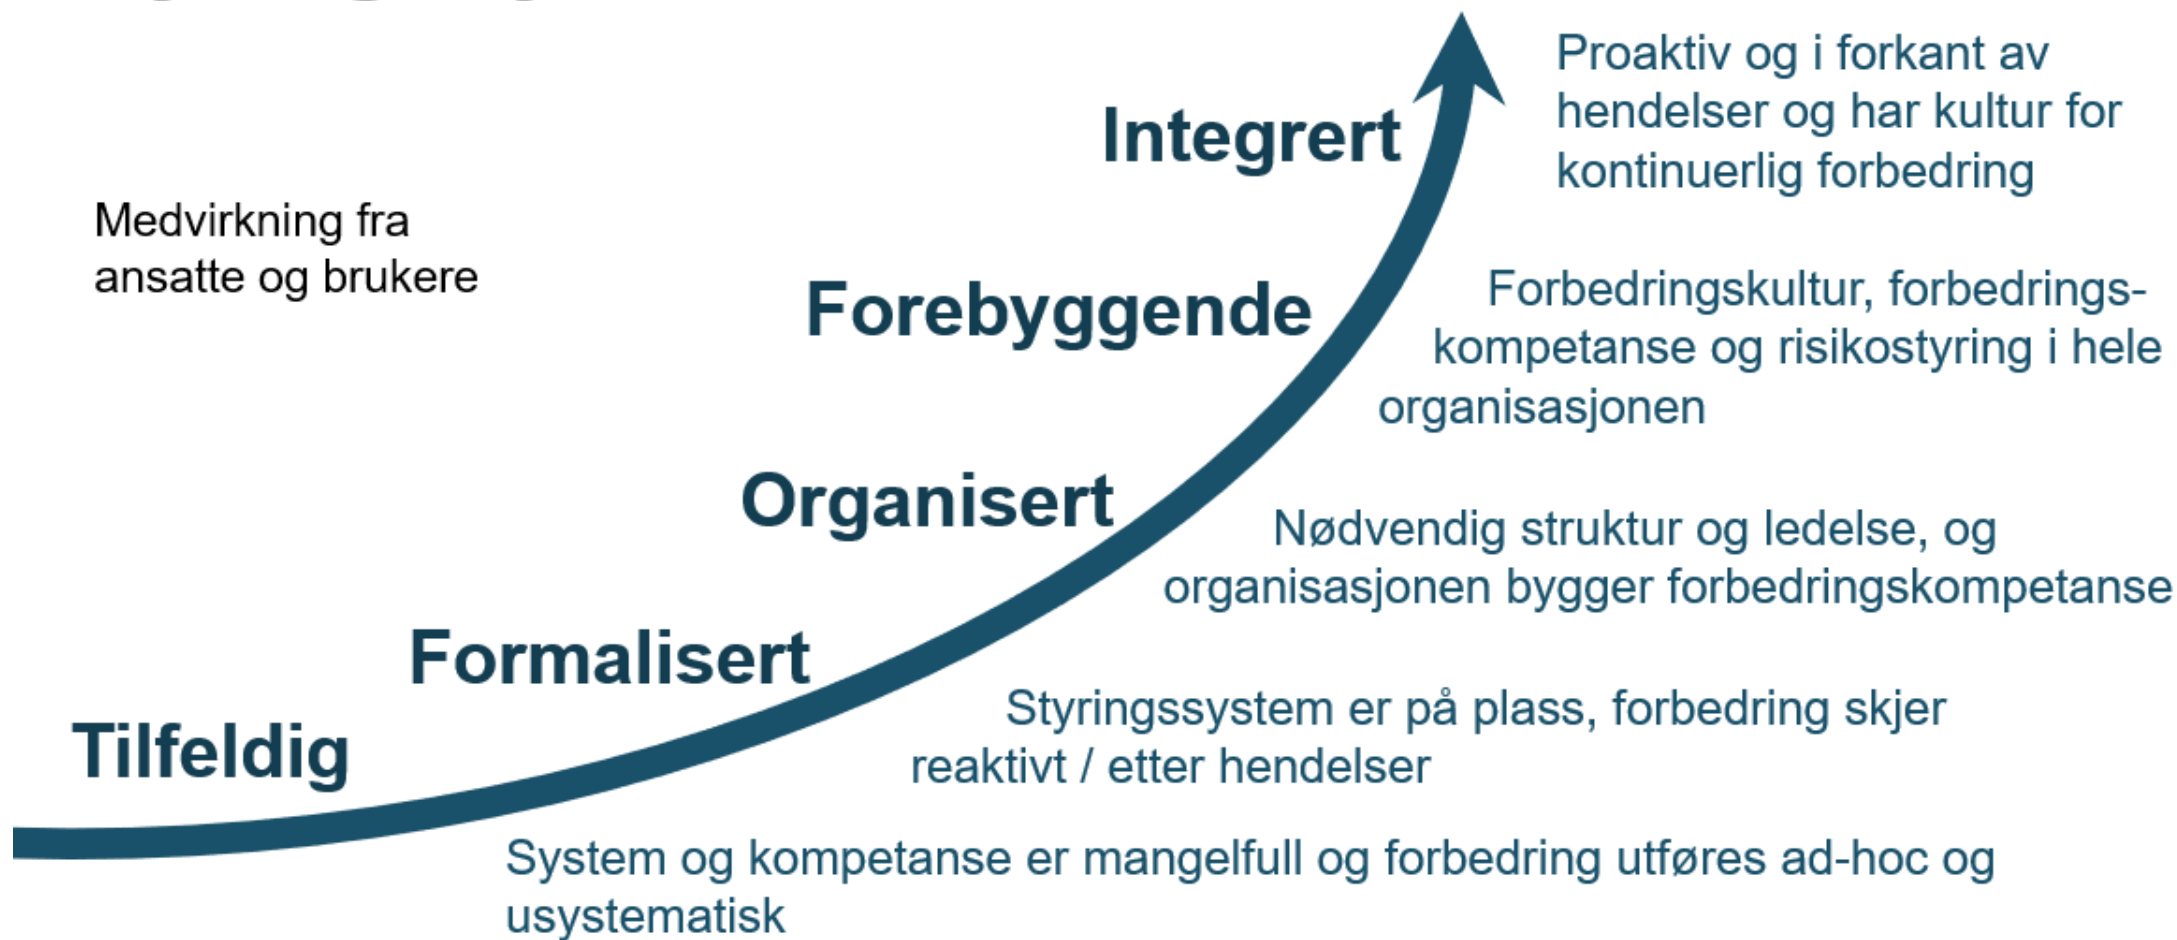 Integrert
Proaktiv og i forkant av
hendelser og har kultur for
kontinuerlig forbedring
Medvirkning fra
ansatte og brukere
Forebyggende
Forbedringskultur, forbedrings-
kompetanse og risikostyring i hele
organisasjonen
Organisert
Nødvendig struktur og ledelse, og
organisasjonen bygger forbedringskompetanse
Formalisert
Styringssystem er på plass, forbedring skjer
reaktivt / etter hendelser
Tilfeldig
System og kompetanse er mangelfull og forbedring utføres ad-hoc og
usystematisk